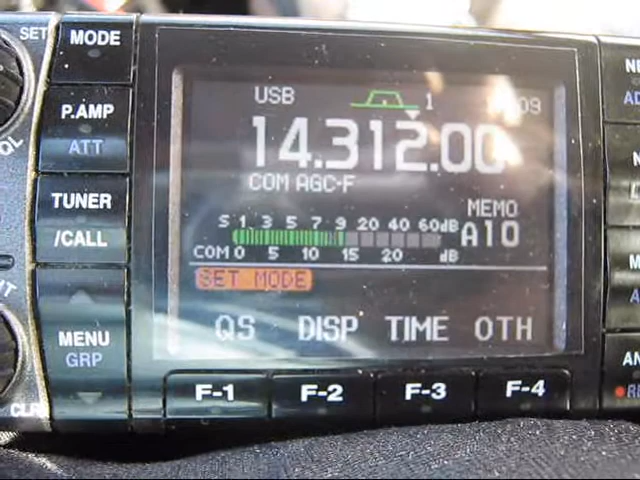 SET
MODE
P.AMP
ATT
TUNER
/CALL
MENU
GRP
CLR
USB 1 09
14.312.00
COM AGC-F
S 1 3 5 7 9 20 40 60dB
MEMO
A10
COM 0 5 10 15 20 dB
SET MODE
QS DISP TIME OTH
F-1 F-2 F-3 F-4